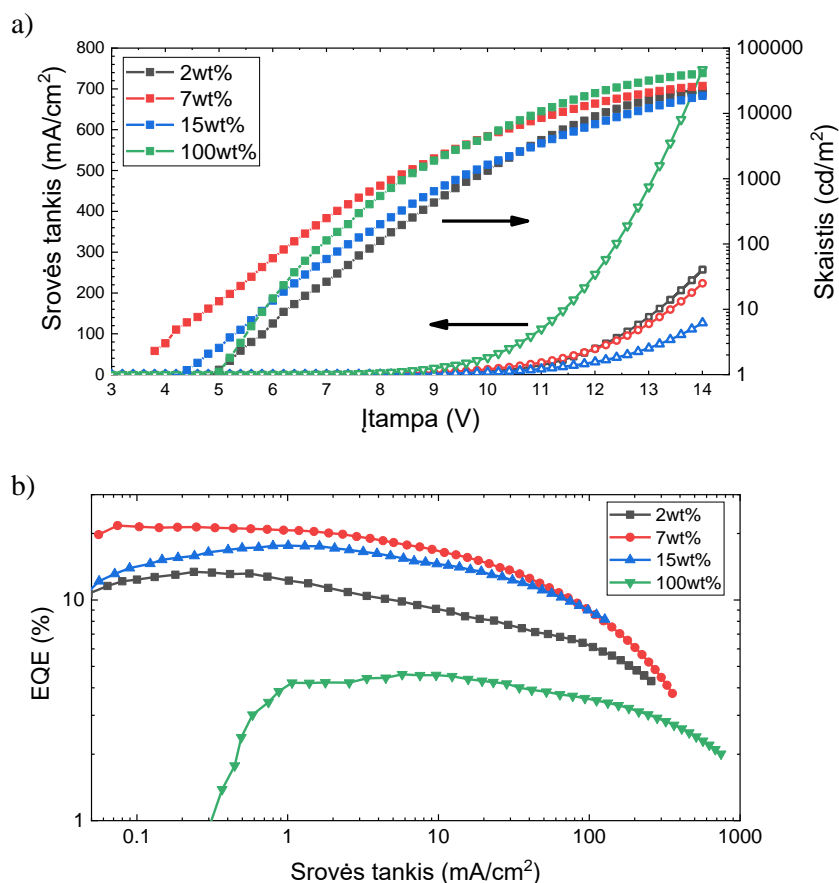 a)
800
700
600
500
400
300
200
100
0
Srovės tankis (mA/cm²)
2wt%
7wt%
15wt%
100wt%
100000
10000
1000
100
10
1
Skaistis (cd/m²)
3 4 5 6 7 8 9 10 11 12 13 14
Įtampa (V)
b)
10
1
EQE (%)
2wt%
7wt%
15wt%
100wt%
0.1 1 10 100 1000
Srovės tankis (mA/cm²)